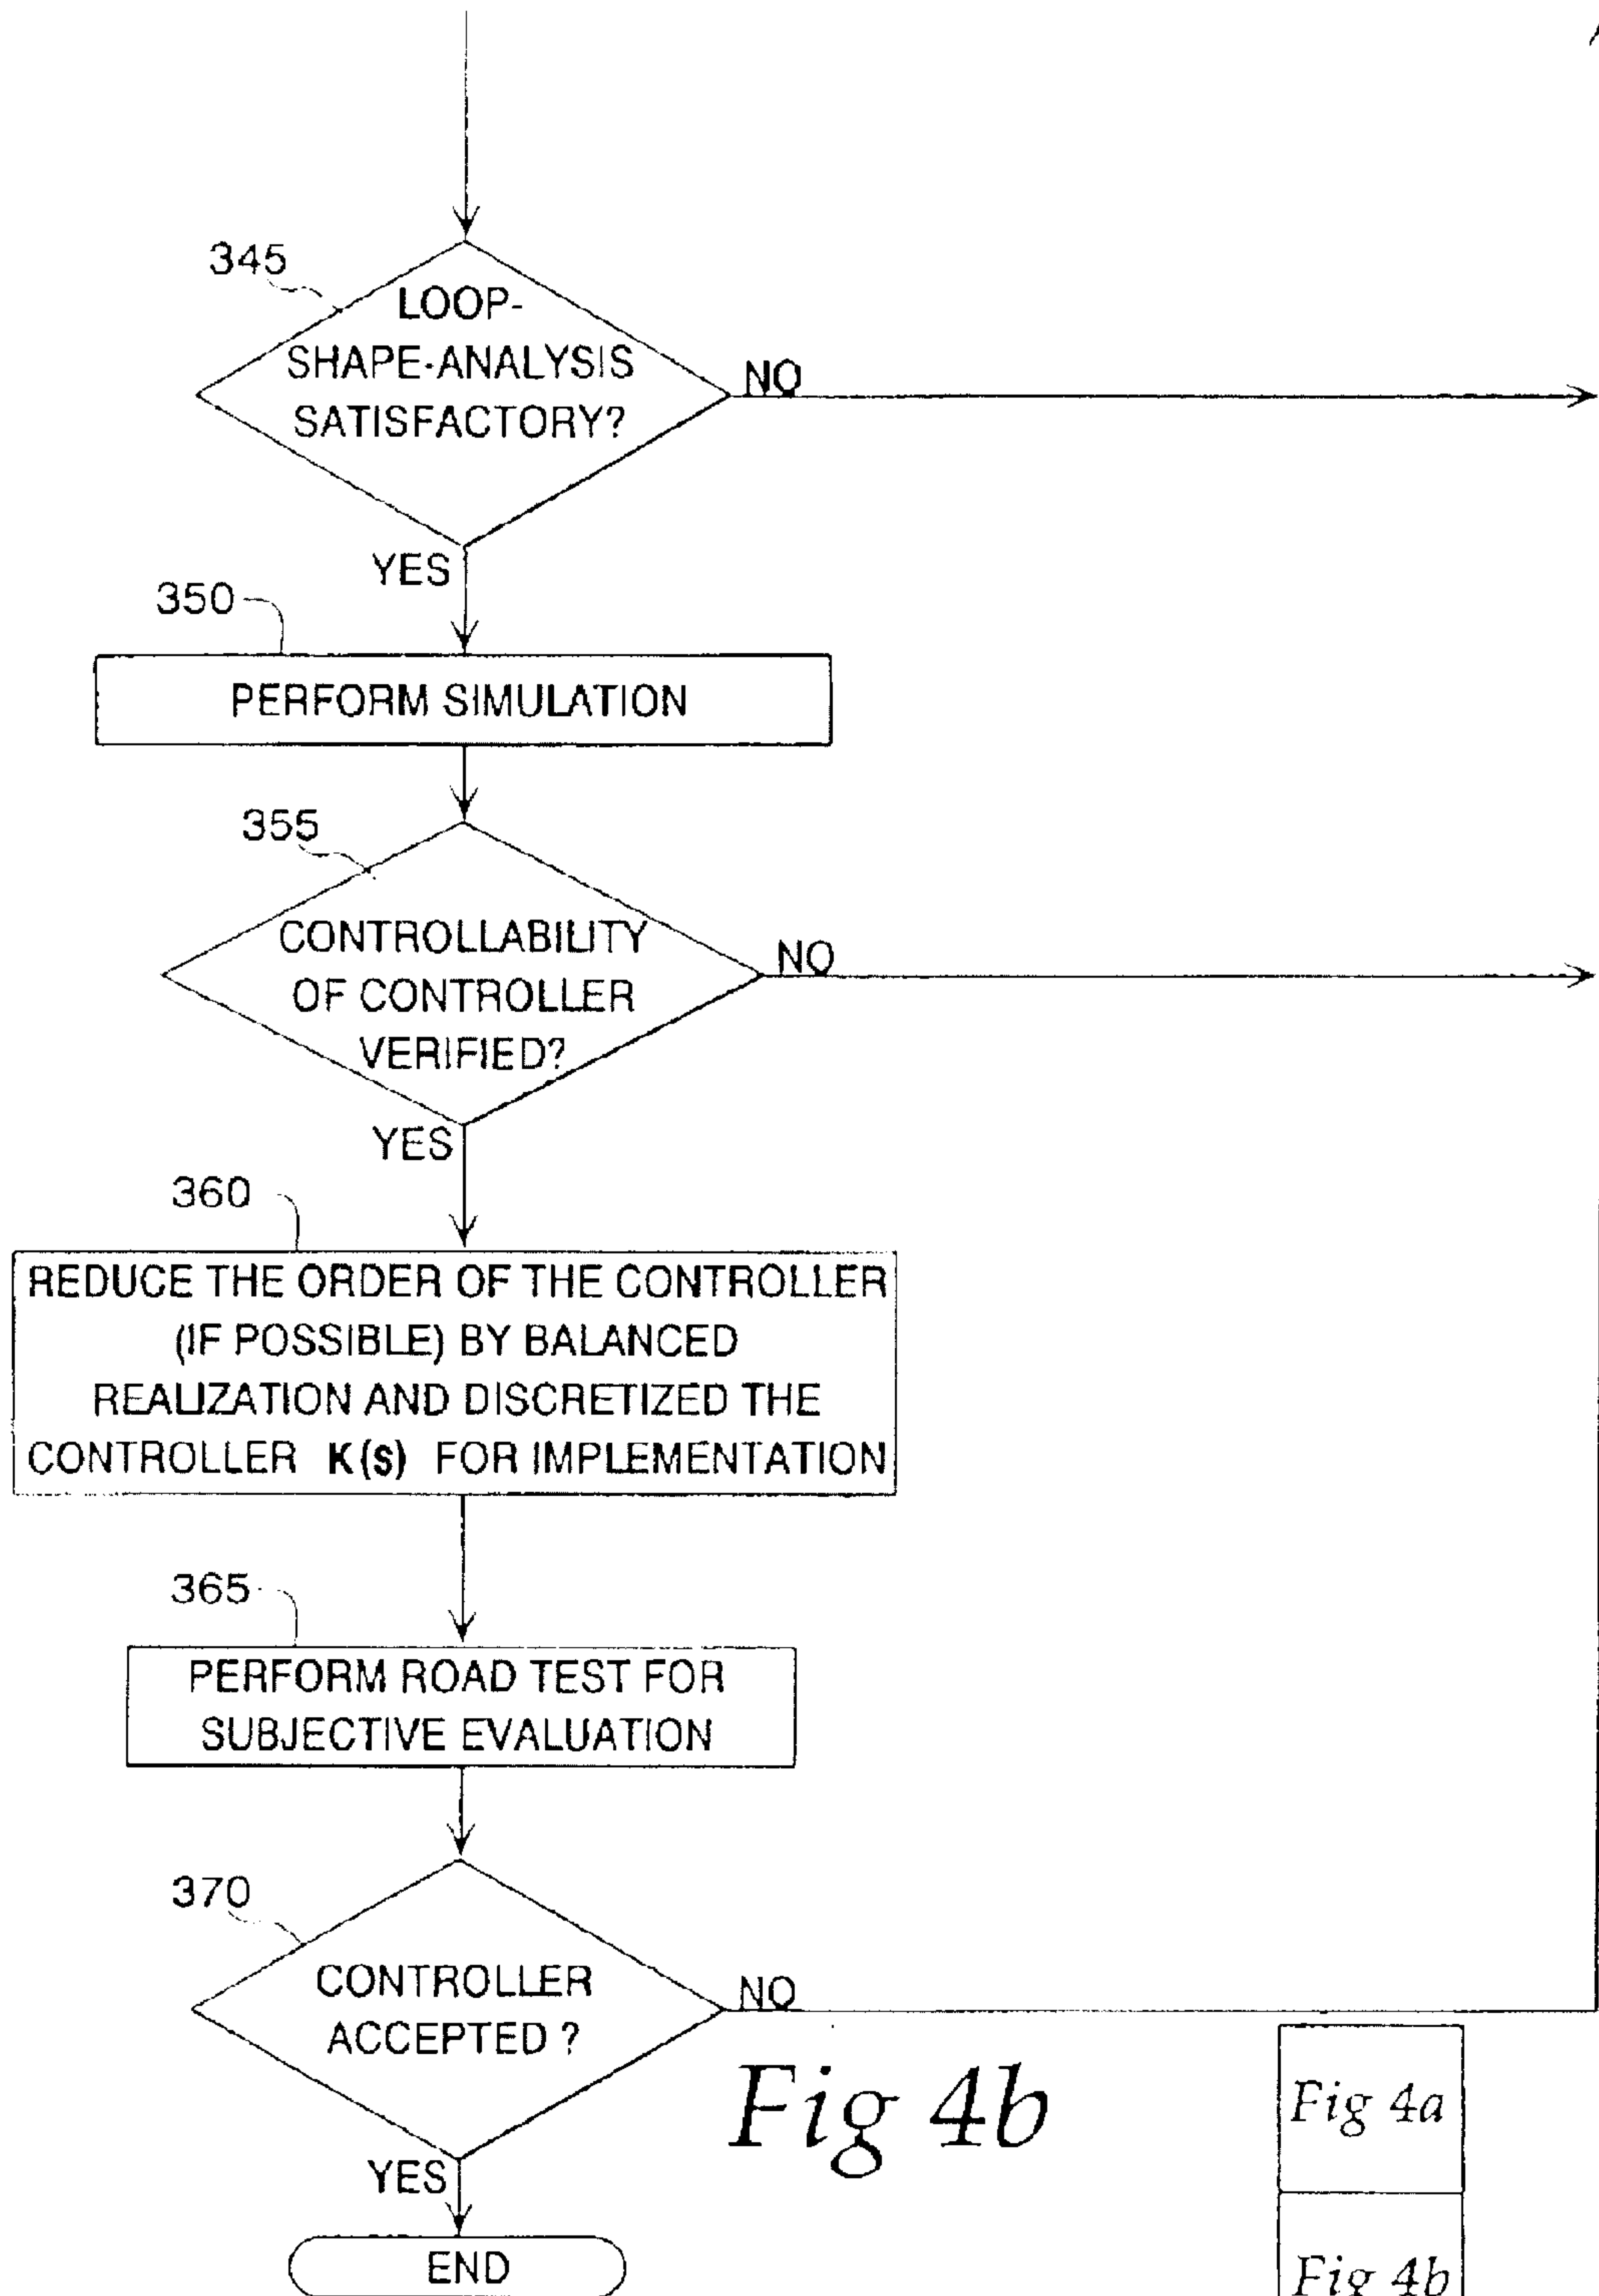 345
LOOP-
SHAPE-ANALYSIS
SATISFACTORY?
NO
YES
350
PERFORM SIMULATION
355
CONTROLLABILITY
OF CONTROLLER
VERIFIED?
NO
YES
360
REDUCE THE ORDER OF THE CONTROLLER
(IF POSSIBLE) BY BALANCED
REALIZATION AND DISCRETIZED THE
CONTROLLER K(s) FOR IMPLEMENTATION
365
PERFORM ROAD TEST FOR
SUBJECTIVE EVALUATION
370
CONTROLLER
ACCEPTED ?
NO
YES
END
Fig 4b
Fig 4a
Fig 4b